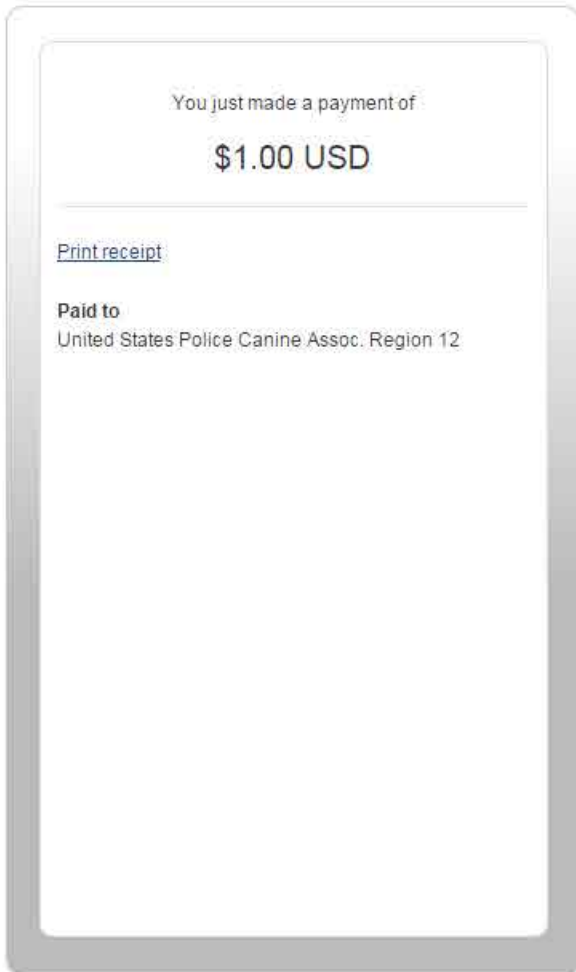 You just made a payment of
$1.00 USD
Print receipt
Paid to
United States Police Canine Assoc. Region 12